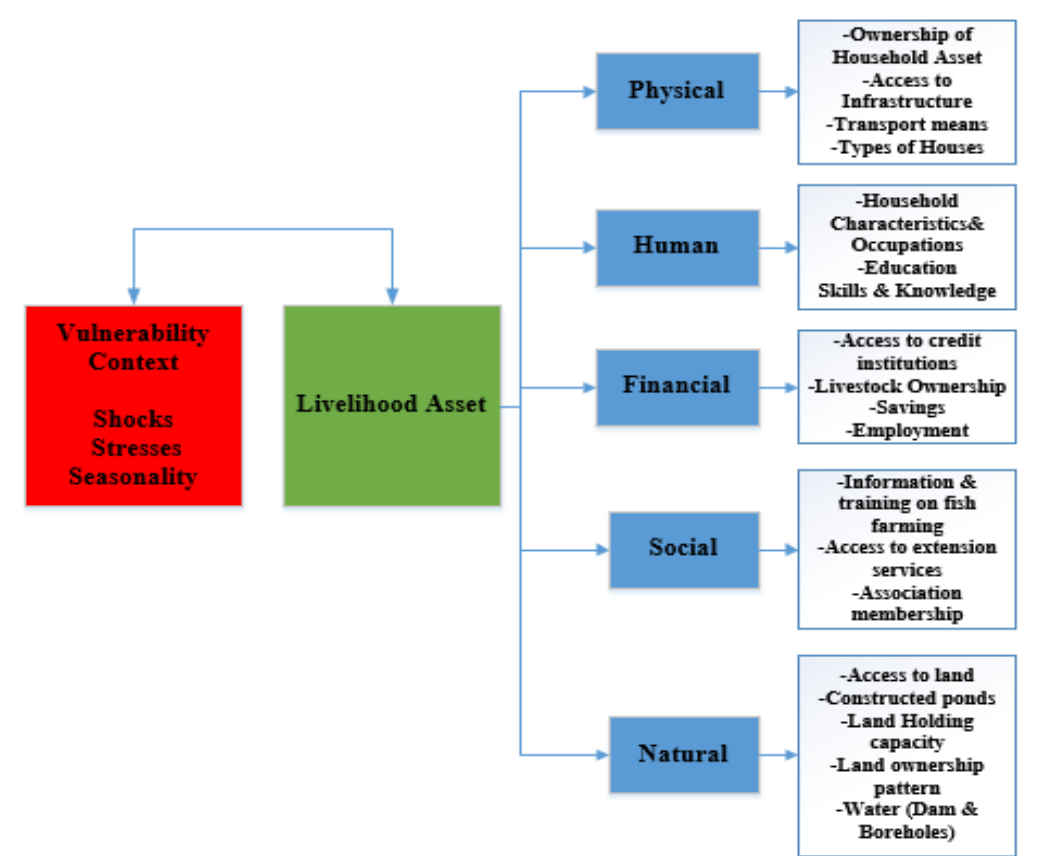 Vulnerability
Context
Shocks
Stresses
Seasonality
Livelihood Asset
Physical
-Ownership of
Household Asset
-Access to
Infrastructure
-Transport means
-Types of Houses
Human
-Household
Characteristics&
Occupations
-Education
Skills & Knowledge
Financial
-Access to credit
institutions
-Livestock Ownership
-Savings
-Employment
Social
-Information &
training on fish
farming
-Access to extension
services
-Association
membership
Natural
-Access to land
-Constructed ponds
-Land Holding
capacity
-Land ownership
pattern
-Water (Dam &
Boreholes)